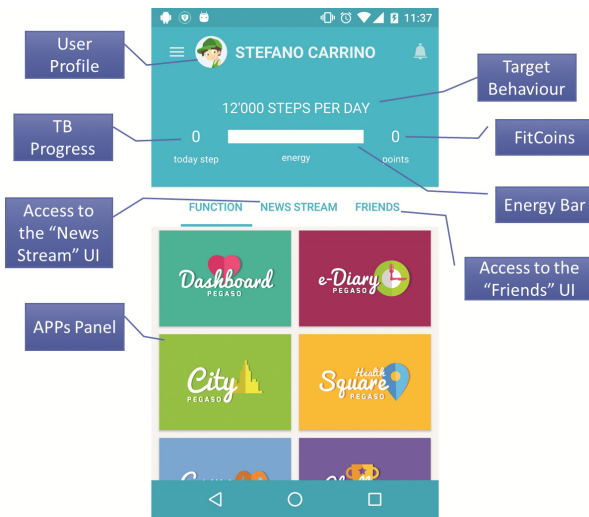 11:37
User
Profile
STEFANO CARRINO
Target
Behaviour
12'000 STEPS PER DAY
TB
Progress
0
0
FitCoins
today step
energy
points
Energy Bar
Access to
the “News
Stream” UI
FUNCTION
NEWS STREAM
FRIENDS
Access to the
“Friends” UI
Dashboard
PEGASO
e-Diary
PEGASO
APPs Panel
City
PEGASO
Health
Square
PEGASO